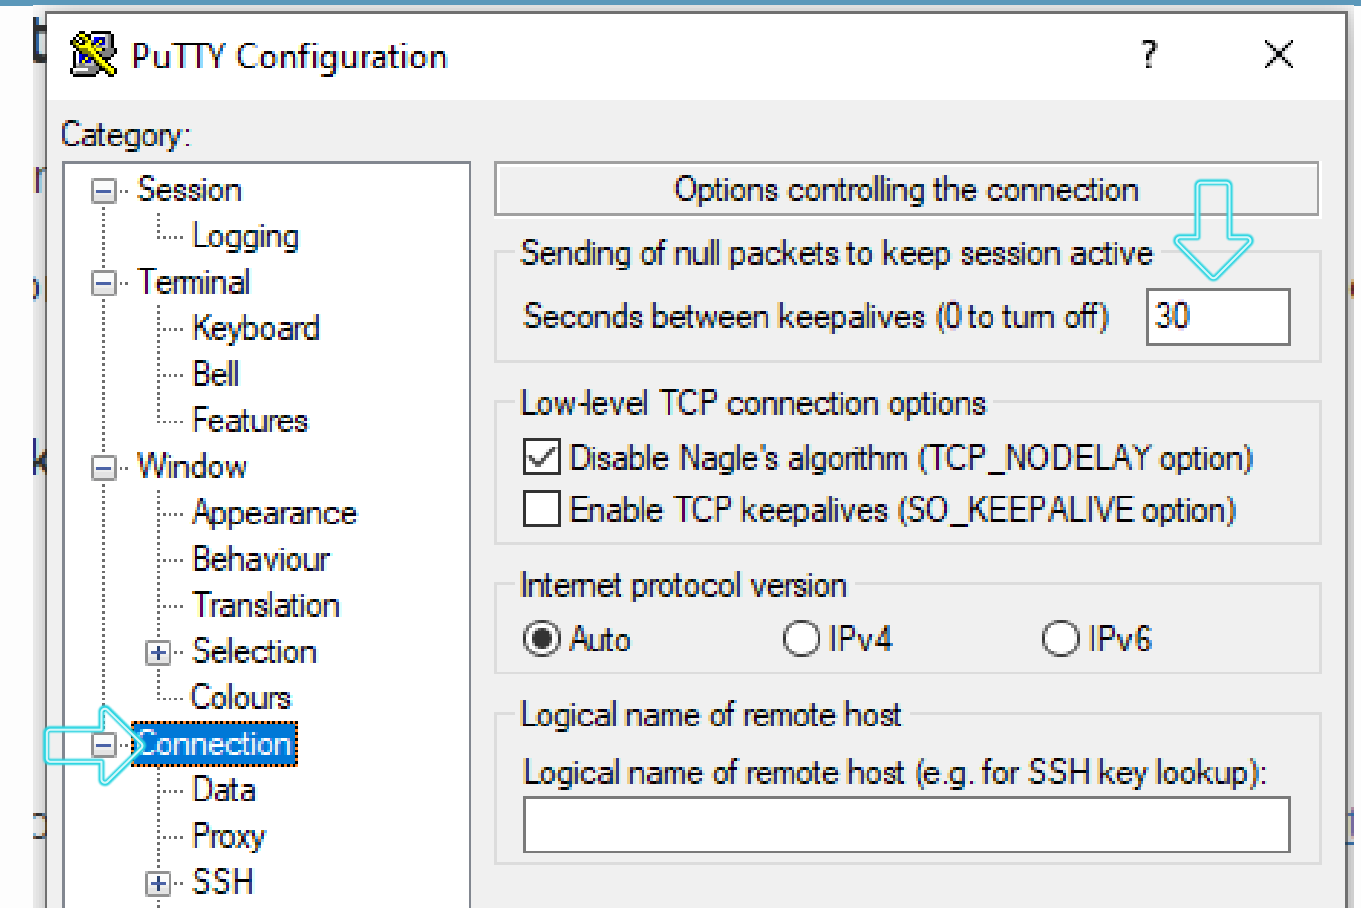 PuTTY Configuration
?
Category:
Session
Logging
Terminal
Keyboard
Bell
Features
Window
Appearance
Behaviour
Translation
Selection
Colours
Connection
Data
Proxy
SSH
Options controlling the connection
Sending of null packets to keep session active
Seconds between keepalives (0 to turn off)
30
Low-level TCP connection options
Disable Nagle's algorithm (TCP_NODELAY option)
Enable TCP keepalives (SO_KEEPALIVE option)
Internet protocol version
Auto
IPv4
IPv6
Logical name of remote host
Logical name of remote host (e.g. for SSH key lookup):